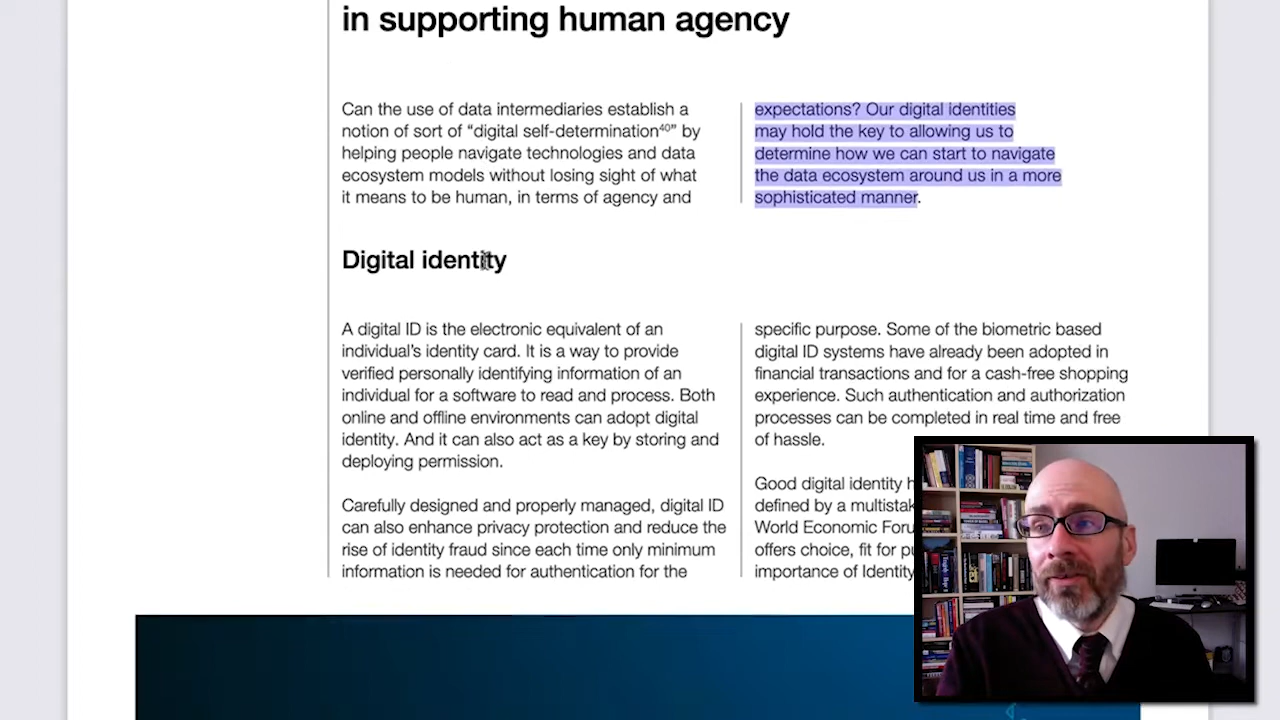 in supporting human agency
Can the use of data intermediaries establish a
notion of sort of “digital self-determination⁴⁰” by
helping people navigate technologies and data
ecosystem models without losing sight of what
it means to be human, in terms of agency and
expectations? Our digital identities
may hold the key to allowing us to
determine how we can start to navigate
the data ecosystem around us in a more
sophisticated manner.
Digital identity
A digital ID is the electronic equivalent of an
individual’s identity card. It is a way to provide
verified personally identifying information of an
individual for a software to read and process. Both
online and offline environments can adopt digital
identity. And it can also act as a key by storing and
deploying permission.
Carefully designed and properly managed, digital ID
can also enhance privacy protection and reduce the
rise of identity fraud since each time only minimum
information is needed for authentication for the
specific purpose. Some of the biometric based
digital ID systems have already been adopted in
financial transactions and for a cash-free shopping
experience. Such authentication and authorization
processes can be completed in real time and free
of hassle.
Good digital identity
defined by a
World Economic
offers choice, fit for
importance of Identity